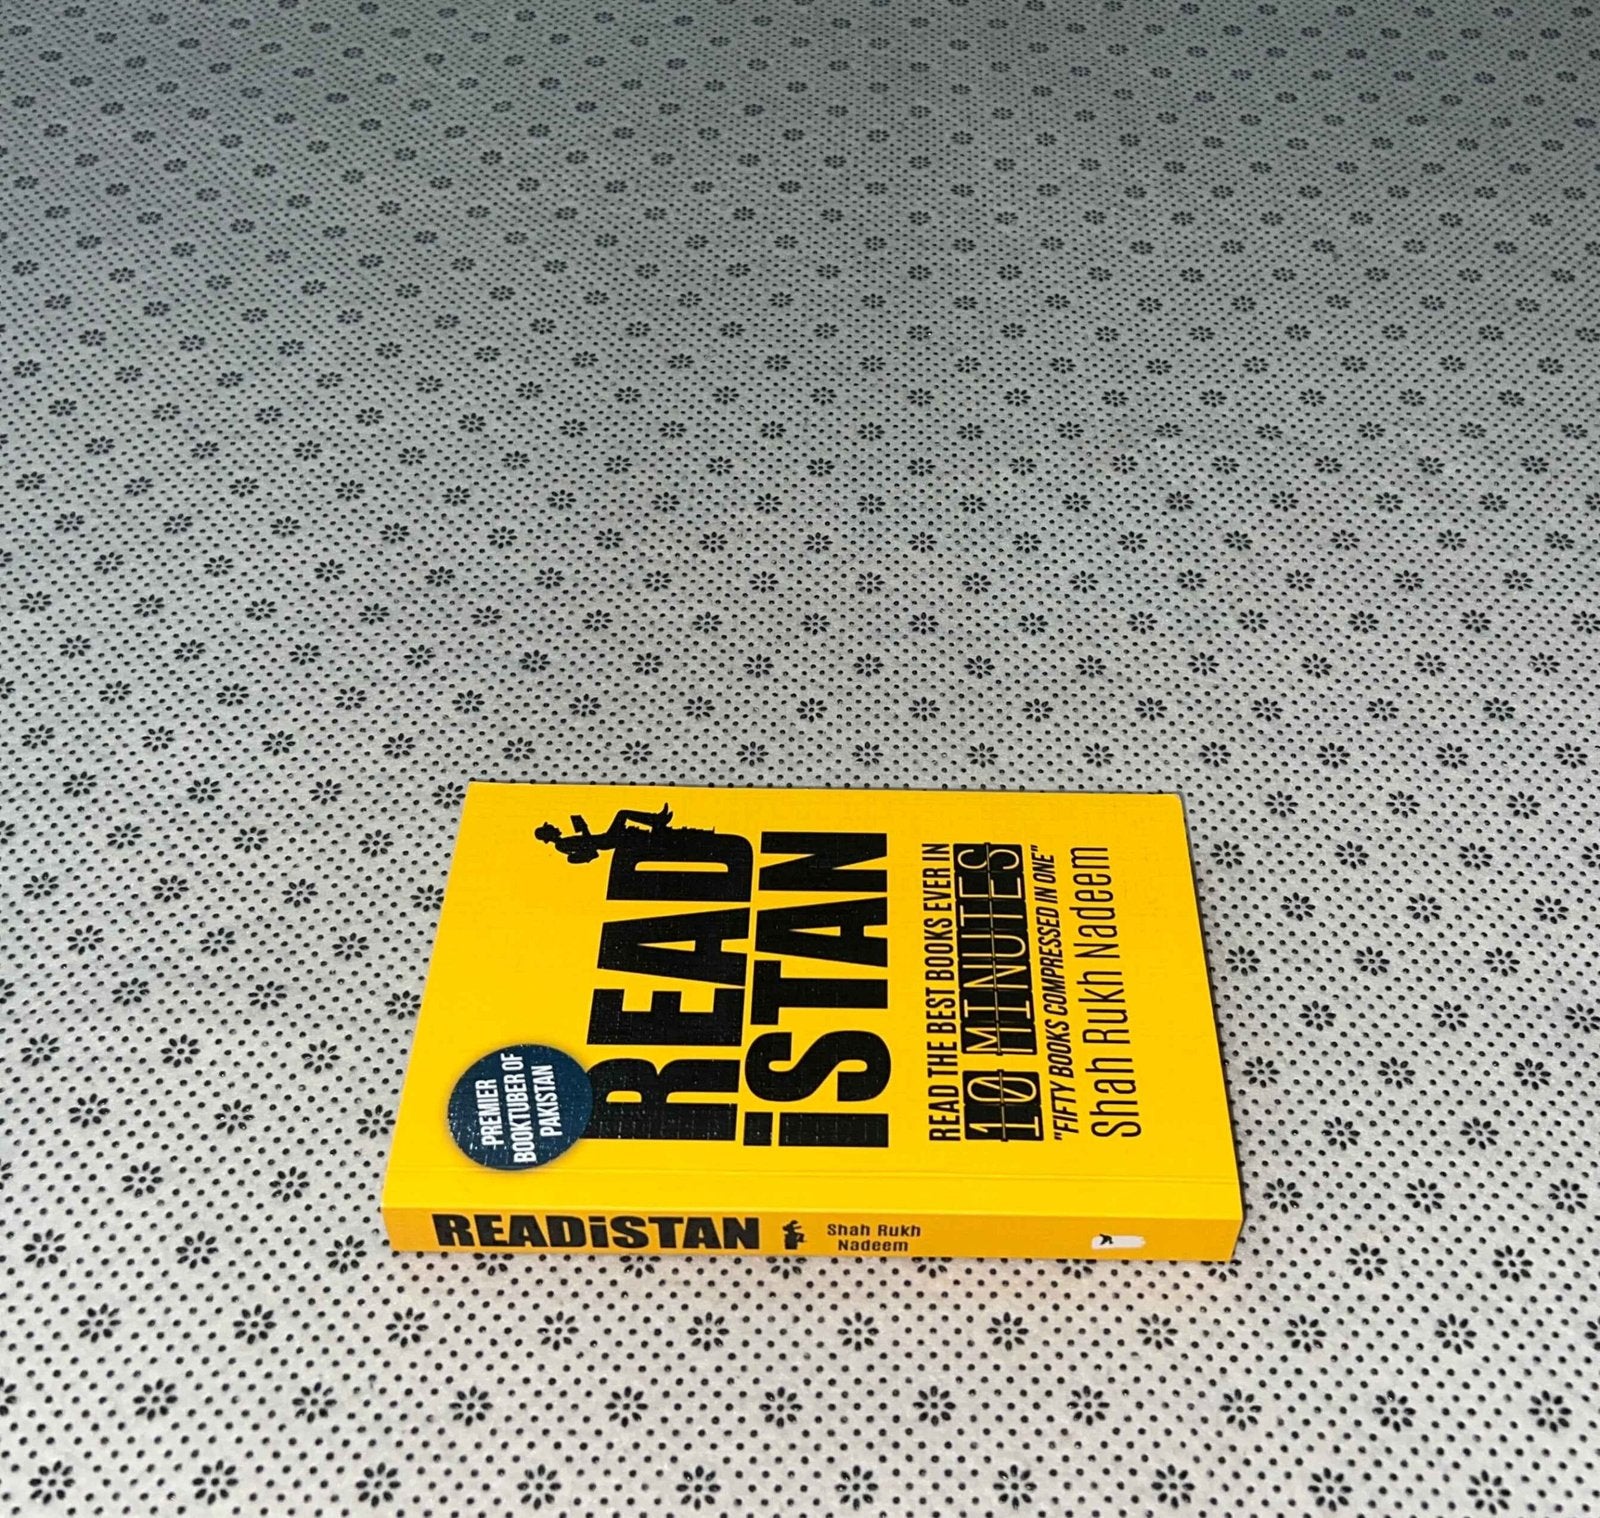 PREMIER
BOOKTUBER OF
PAKISTAN
READ
iSTAN
READ THE BEST BOOKS EVER IN
10 MINUTES
"FIFTY BOOKS COMPRESSED IN ONE"
Shah Rukh Nadeem
READiSTAN
Shah Rukh
Nadeem